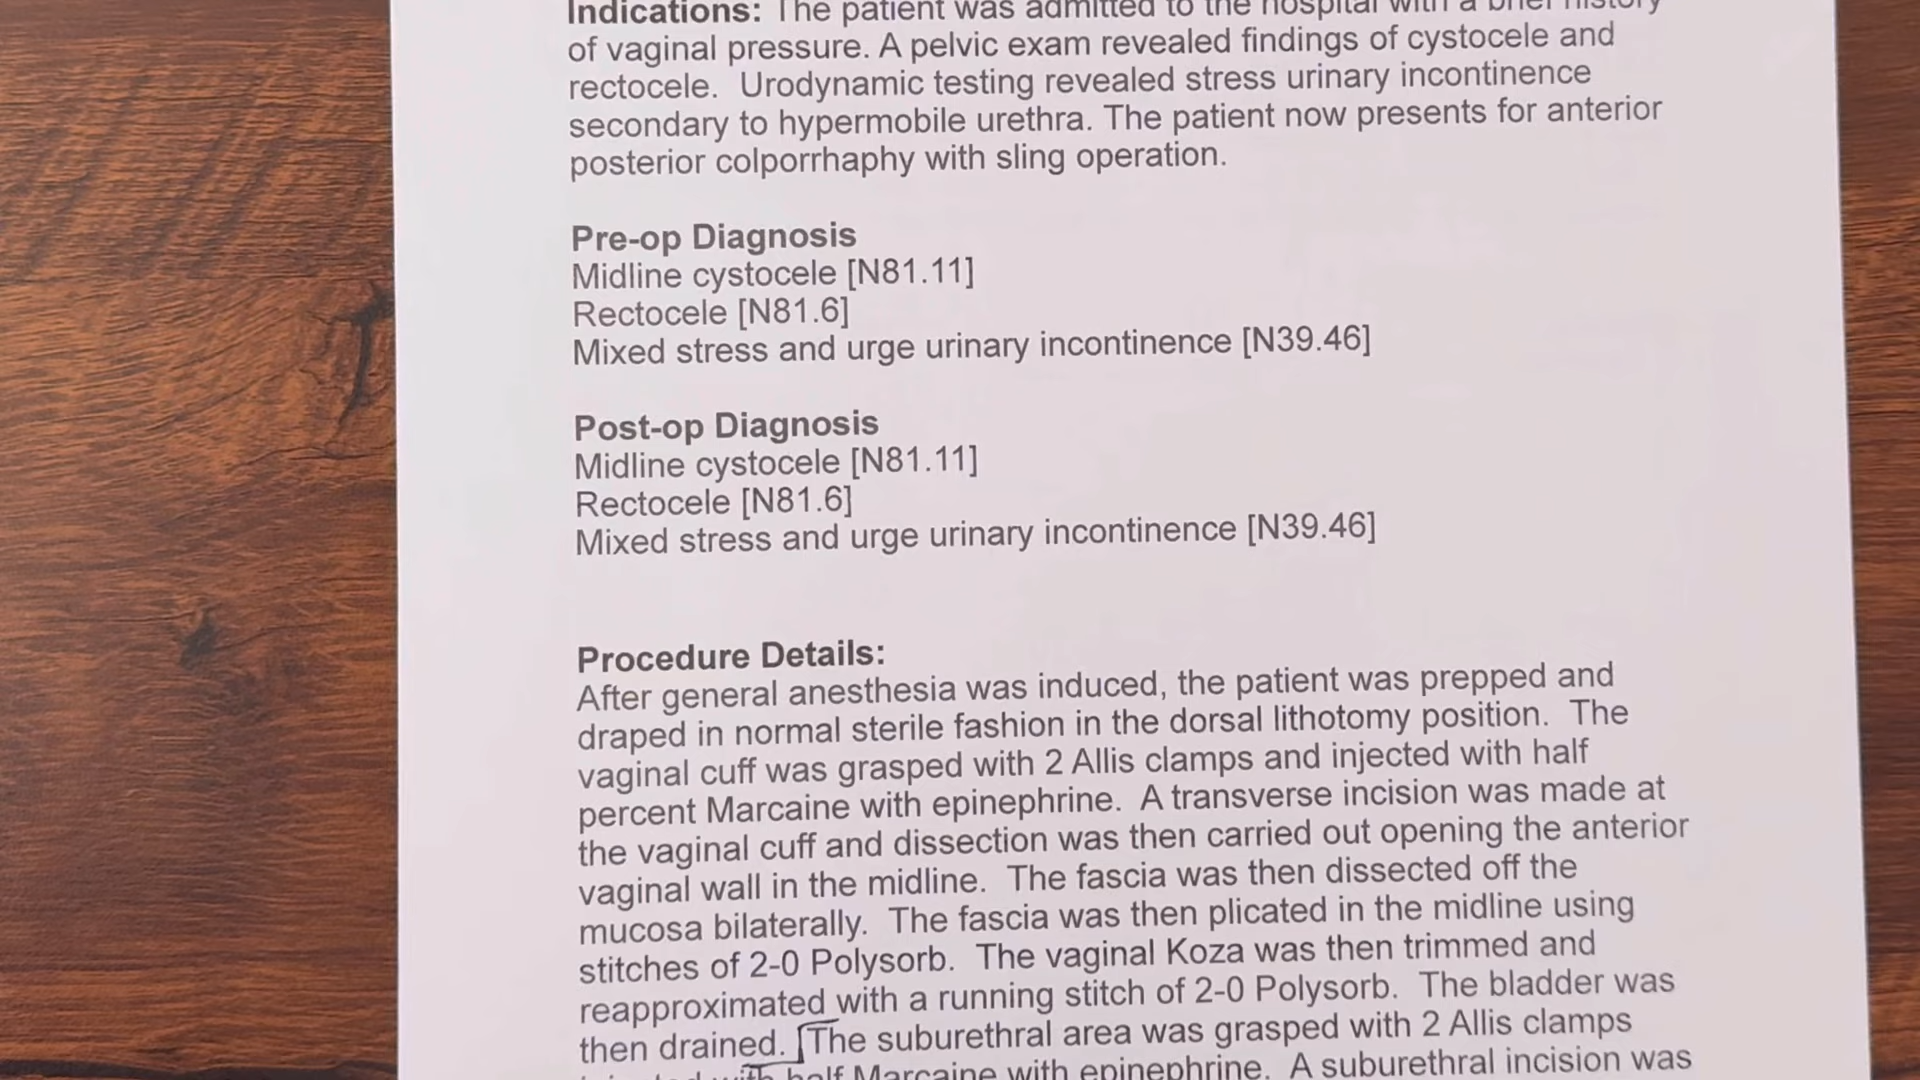 Indications: The patient was admitted to the hospital with a brief history
of vaginal pressure. A pelvic exam revealed findings of cystocele and
rectocele. Urodynamic testing revealed stress urinary incontinence
secondary to hypermobile urethra. The patient now presents for anterior
posterior colporrhaphy with sling operation.
Pre-op Diagnosis
Midline cystocele [N81.11]
Rectocele [N81.6]
Mixed stress and urge urinary incontinence [N39.46]
Post-op Diagnosis
Midline cystocele [N81.11]
Rectocele [N81.6]
Mixed stress and urge urinary incontinence [N39.46]
Procedure Details:
After general anesthesia was induced, the patient was prepped and
draped in normal sterile fashion in the dorsal lithotomy position. The
vaginal cuff was grasped with 2 Allis clamps and injected with half
percent Marcaine with epinephrine. A transverse incision was made at
the vaginal cuff and dissection was then carried out opening the anterior
vaginal wall in the midline. The fascia was then dissected off the
mucosa bilaterally. The fascia was then plicated in the midline using
stitches of 2-0 Polysorb. The vaginal Koza was then trimmed and
reapproximated with a running stitch of 2-0 Polysorb. The bladder was
then drained. The suburethral area was grasped with 2 Allis clamps
with half Marcaine with epinephrine. A suburethral incision was